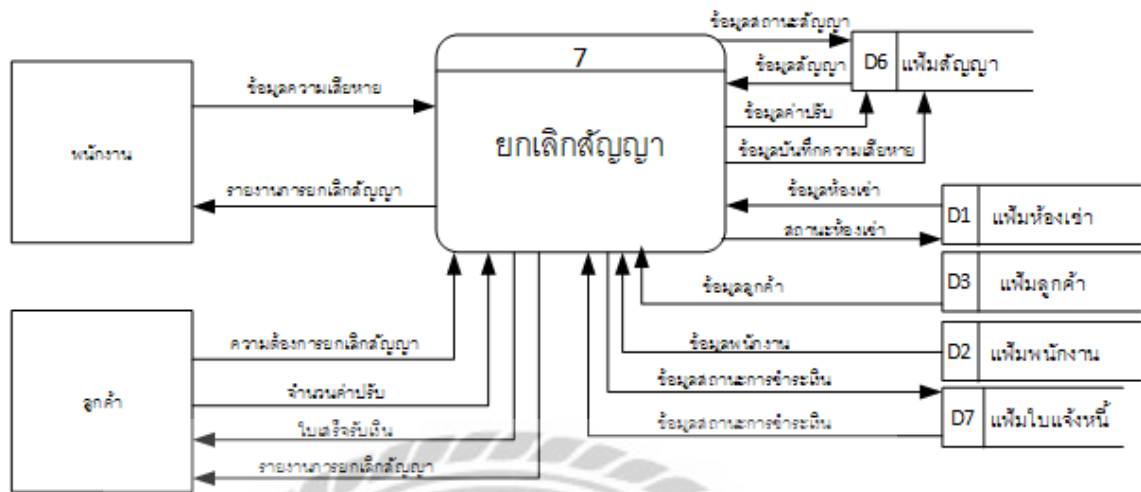 ข้อมูลสถานะสัญญา
7
D6 แฟ้มสัญญา
ข้อมูลสัญญา
ข้อมูลความเสียหาย
ข้อมูลค่าปรับ
ยกเลิกสัญญา
พนักงาน
ข้อมูลบันทึกความเสียหาย
รายงานการยกเลิกสัญญา
ข้อมูลห้องเช่า
D1 แฟ้มห้องเช่า
สถานะห้องเช่า
ข้อมูลลูกค้า
D3 แฟ้มลูกค้า
ความต้องการยกเลิกสัญญา
ข้อมูลพนักงาน
D2 แฟ้มพนักงาน
ข้อมูลสถานะการชำระเงิน
จำนวนค่าปรับ
ลูกค้า
D7 แฟ้มใบแจ้งหนี้
ข้อมูลสถานะการชำระเงิน
ใบเสร็จรับเงิน
รายงานการยกเลิกสัญญา